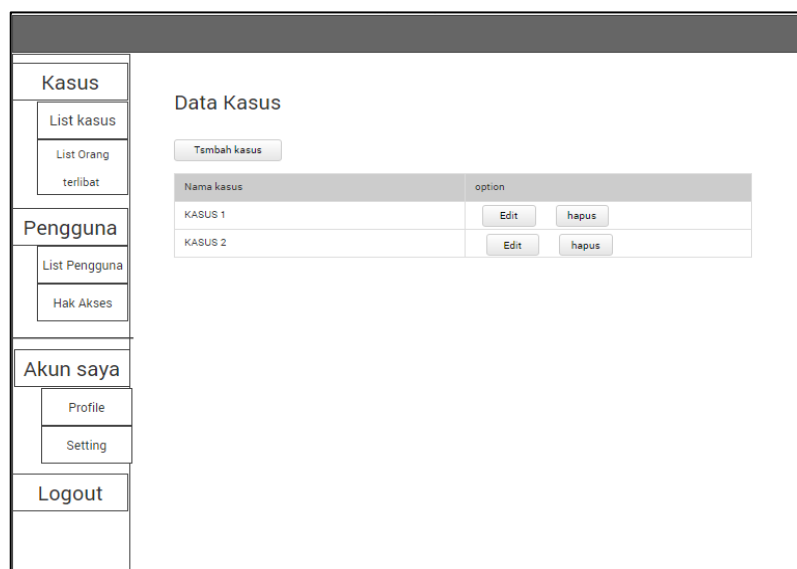 Kasus
List kasus
List Orang
terlibat
Pengguna
List Pengguna
Hak Akses
Akun saya
Profile
Setting
Logout
Data Kasus
Tsmbah kasus
Nama kasus option
KASUS 1 Edit hapus
KASUS 2 Edit hapus